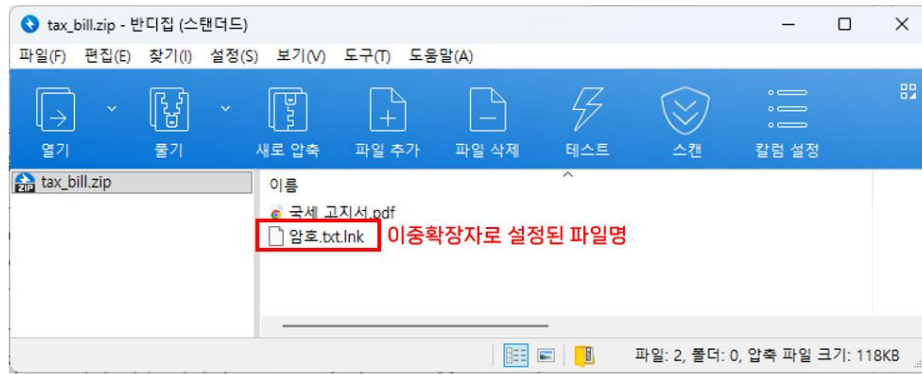 tax_bill.zip - 반디집 (스탠더드)
파일(F) 편집(E) 찾기(I) 설정(S) 보기(V) 도구(T) 도움말(A)
열기 풀기 새로 압축 파일 추가 파일 삭제 테스트 스캔 칼럼 설정
ZIP tax_bill.zip 이름
국세 고지서.pdf
암호.txt.lnk 이중확장자로 설정된 파일명
파일: 2, 폴더: 0, 압축 파일 크기: 118KB